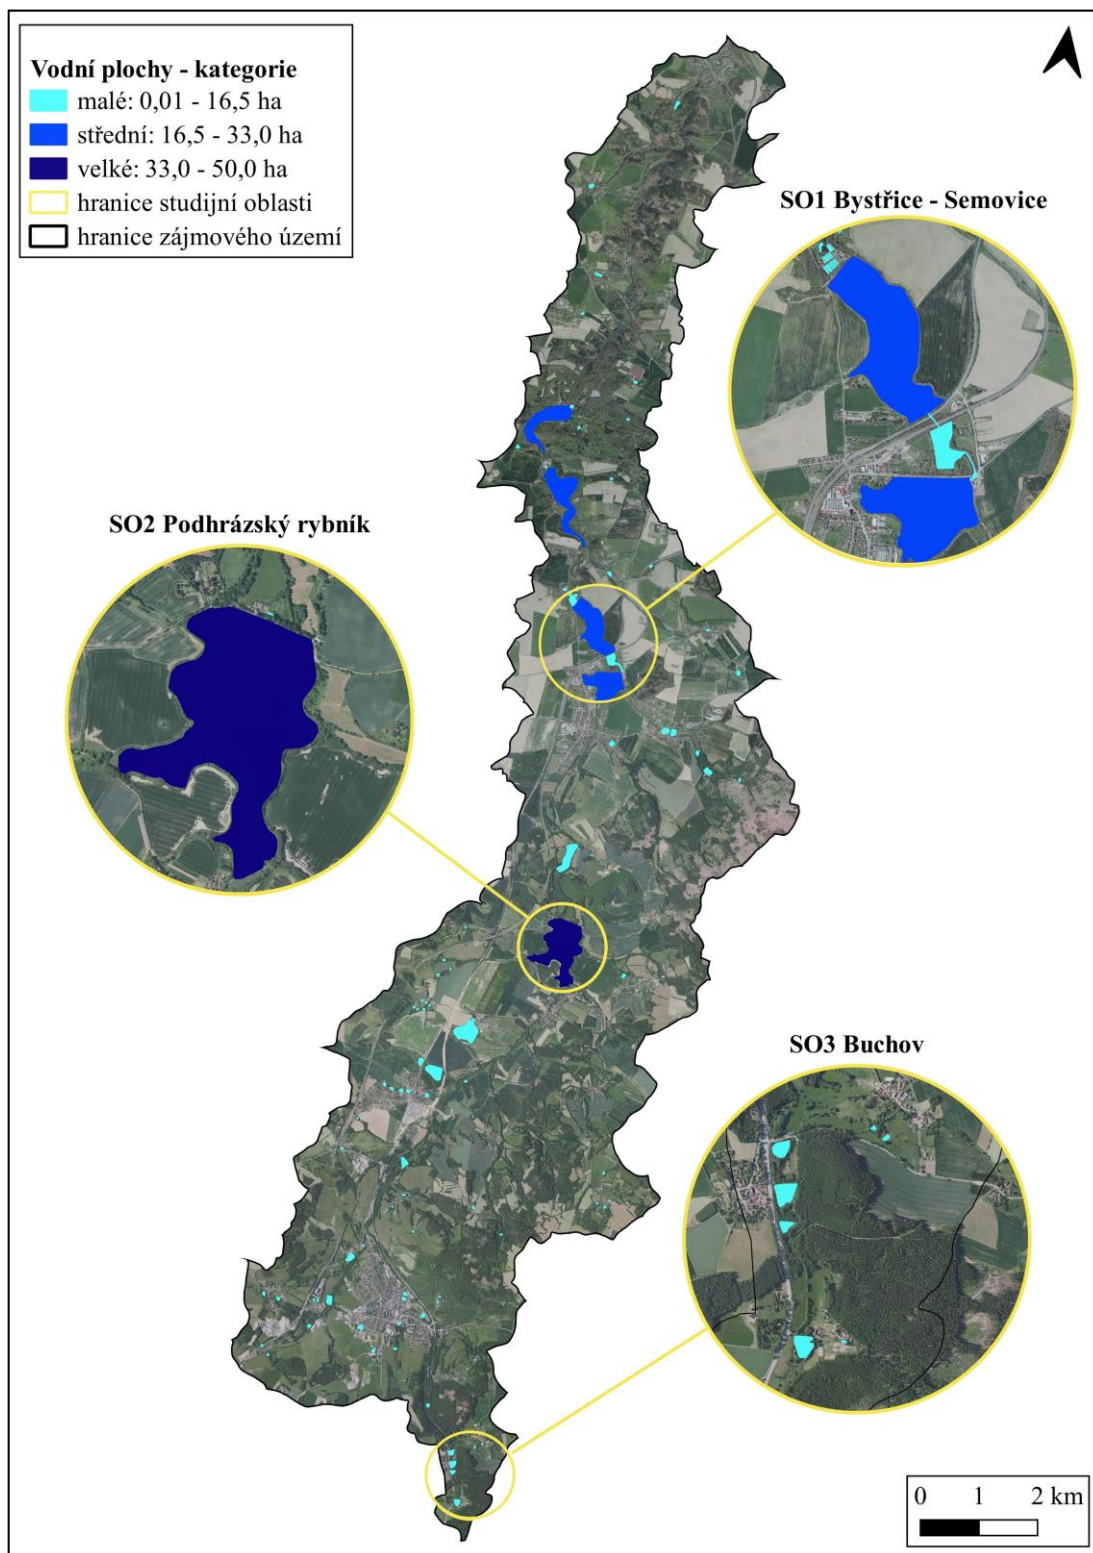 Vodní plochy - kategorie
malé: 0,01 - 16,5 ha
střední: 16,5 - 33,0 ha
velké: 33,0 - 50,0 ha
hranice studijní oblasti
hranice zájmového území
SO1 Bystřice - Semovice
SO2 Podhrázský rybník
SO3 Buchov
0 1 2 km